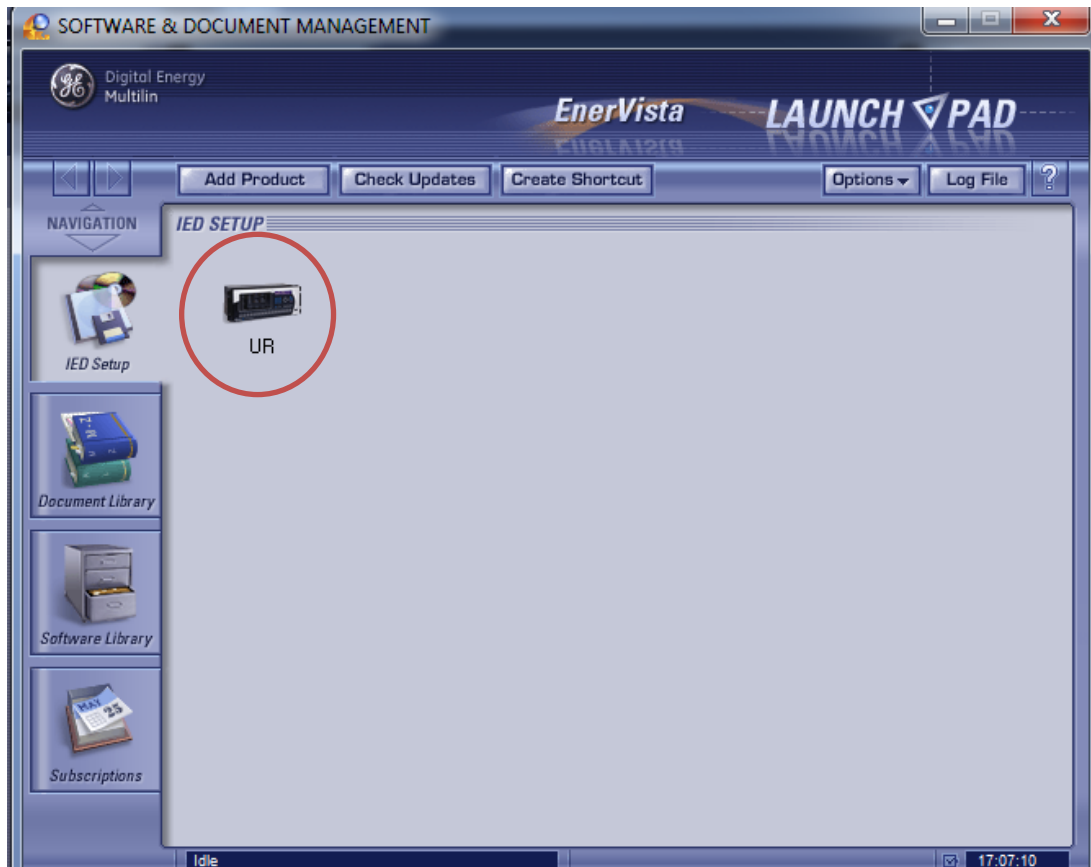 SOFTWARE & DOCUMENT MANAGEMENT
Digital Energy
Multilin
EnerVista LAUNCH PAD
Add Product Check Updates Create Shortcut Options Log File ?
NAVIGATION
IED SETUP
UR
IED Setup
Document Library
Software Library
MAY
25
Subscriptions
Idle 17:07:10